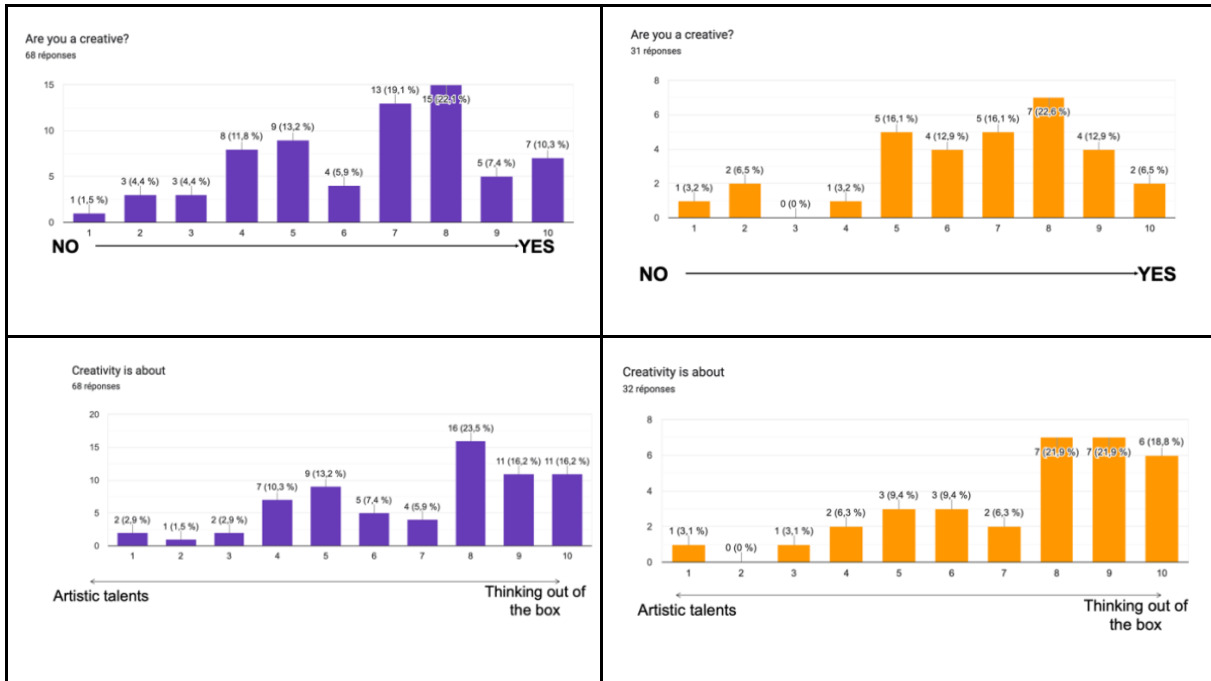 Are you a creative?
68 réponses
15
10
5
0
1 (1,5 %)
3 (4,4 %)
3 (4,4 %)
8 (11,8 %)
9 (13,2 %)
4 (5,9 %)
13 (19,1 %)
15 (22,1 %)
5 (7,4 %)
7 (10,3 %)
1 2 3 4 5 6 7 8 9 10
NO YES
Are you a creative?
31 réponses
8
6
4
2
0
1 (3,2 %)
2 (6,5 %)
0 (0 %)
1 (3,2 %)
5 (16,1 %)
4 (12,9 %)
5 (16,1 %)
7 (22,6 %)
4 (12,9 %)
2 (6,5 %)
1 2 3 4 5 6 7 8 9 10
NO YES
Creativity is about
68 réponses
20
15
10
5
0
2 (2,9 %)
1 (1,5 %)
2 (2,9 %)
7 (10,3 %)
9 (13,2 %)
5 (7,4 %)
4 (5,9 %)
16 (23,5 %)
11 (16,2 %)
11 (16,2 %)
1 2 3 4 5 6 7 8 9 10
Artistic talents
Thinking out of
the box
Creativity is about
32 réponses
8
6
4
2
0
1 (3,1 %)
0 (0 %)
1 (3,1 %)
2 (6,3 %)
3 (9,4 %)
3 (9,4 %)
2 (6,3 %)
7 (21,9 %)
7 (21,9 %)
6 (18,8 %)
1 2 3 4 5 6 7 8 9 10
Artistic talents
Thinking out of
the box